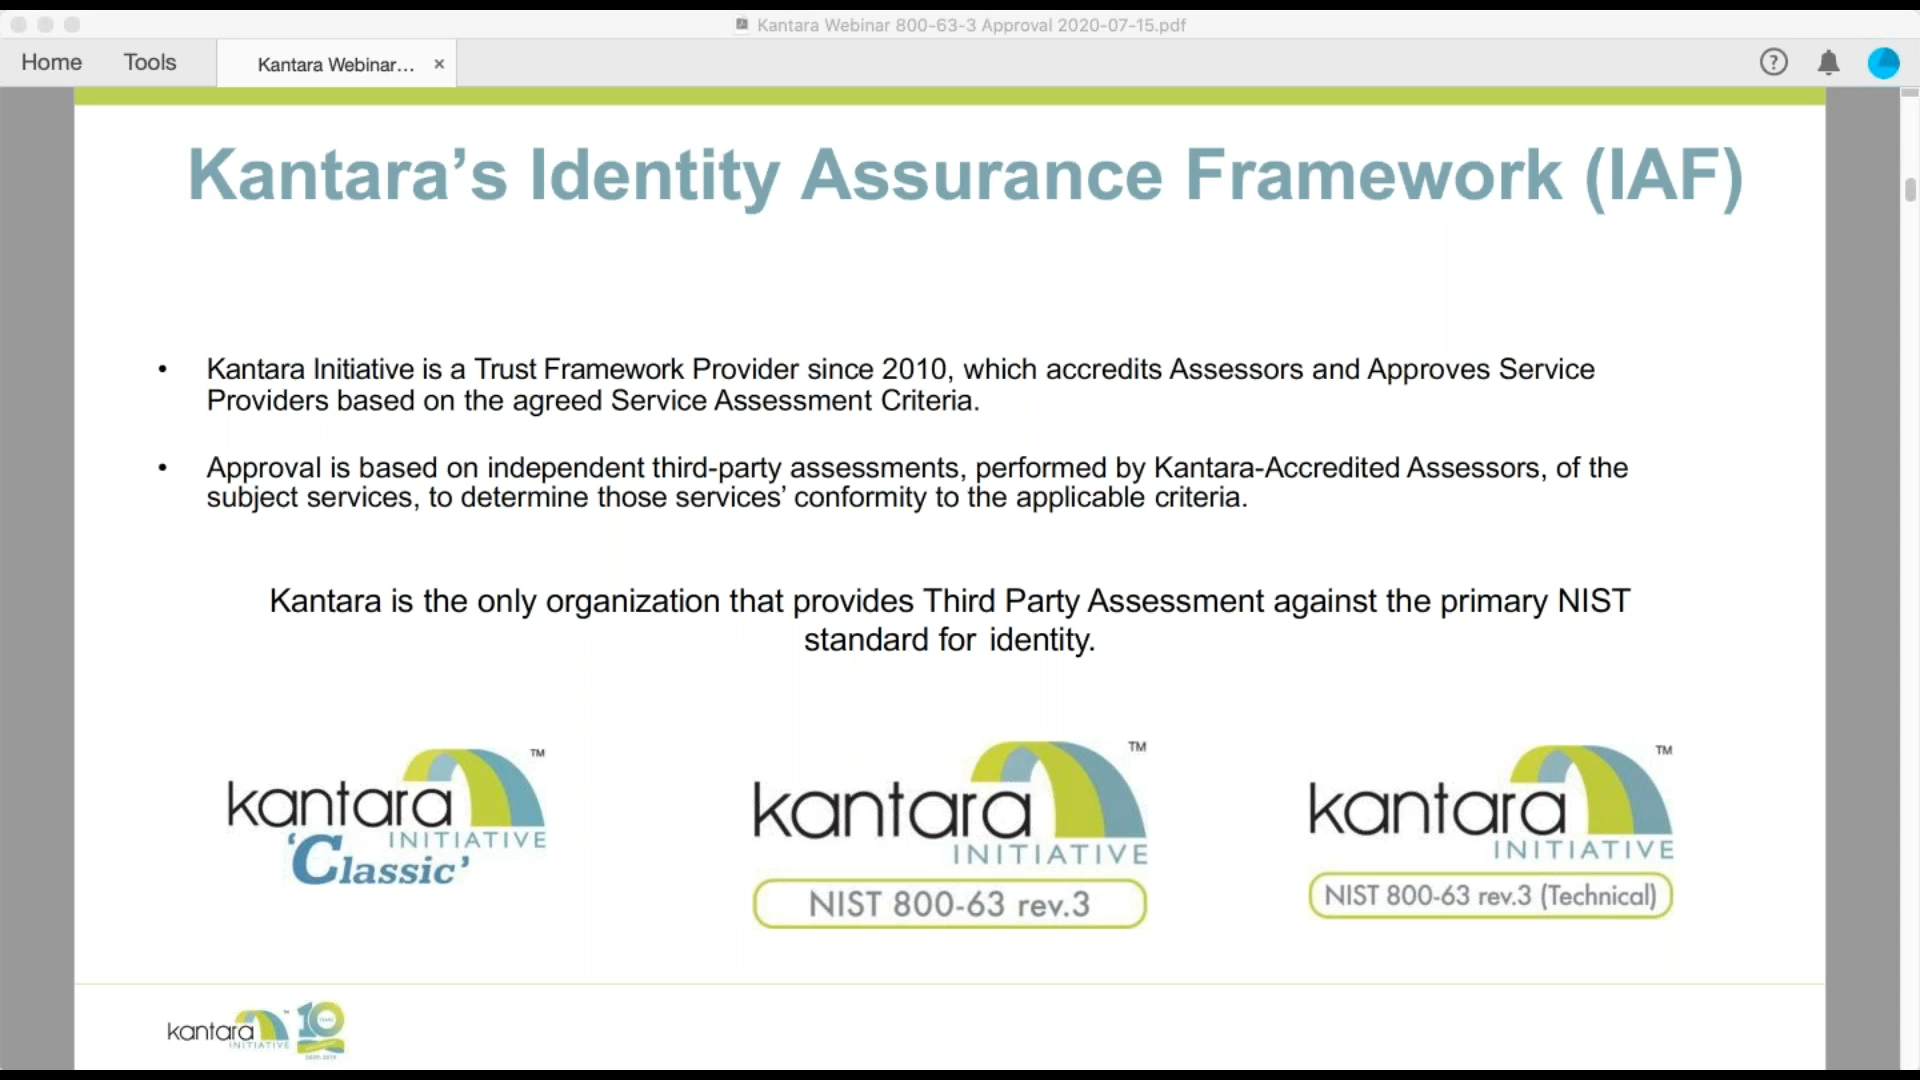 Kantara Webinar 800-63-3 Approval 2020-07-15.pdf
Home Tools Kantara Webinar... ×
?
Kantara's Identity Assurance Framework (IAF)
• Kantara Initiative is a Trust Framework Provider since 2010, which accredits Assessors and Approves Service
Providers based on the agreed Service Assessment Criteria.
• Approval is based on independent third-party assessments, performed by Kantara-Accredited Assessors, of the
subject services, to determine those services' conformity to the applicable criteria.
Kantara is the only organization that provides Third Party Assessment against the primary NIST
standard for identity.
kantara TM
INITIATIVE
'Classic'
kantara TM
INITIATIVE
NIST 800-63 rev.3
kantara TM
INITIATIVE
NIST 800-63 rev.3 (Technical)
kantara
INITIATIVE
10